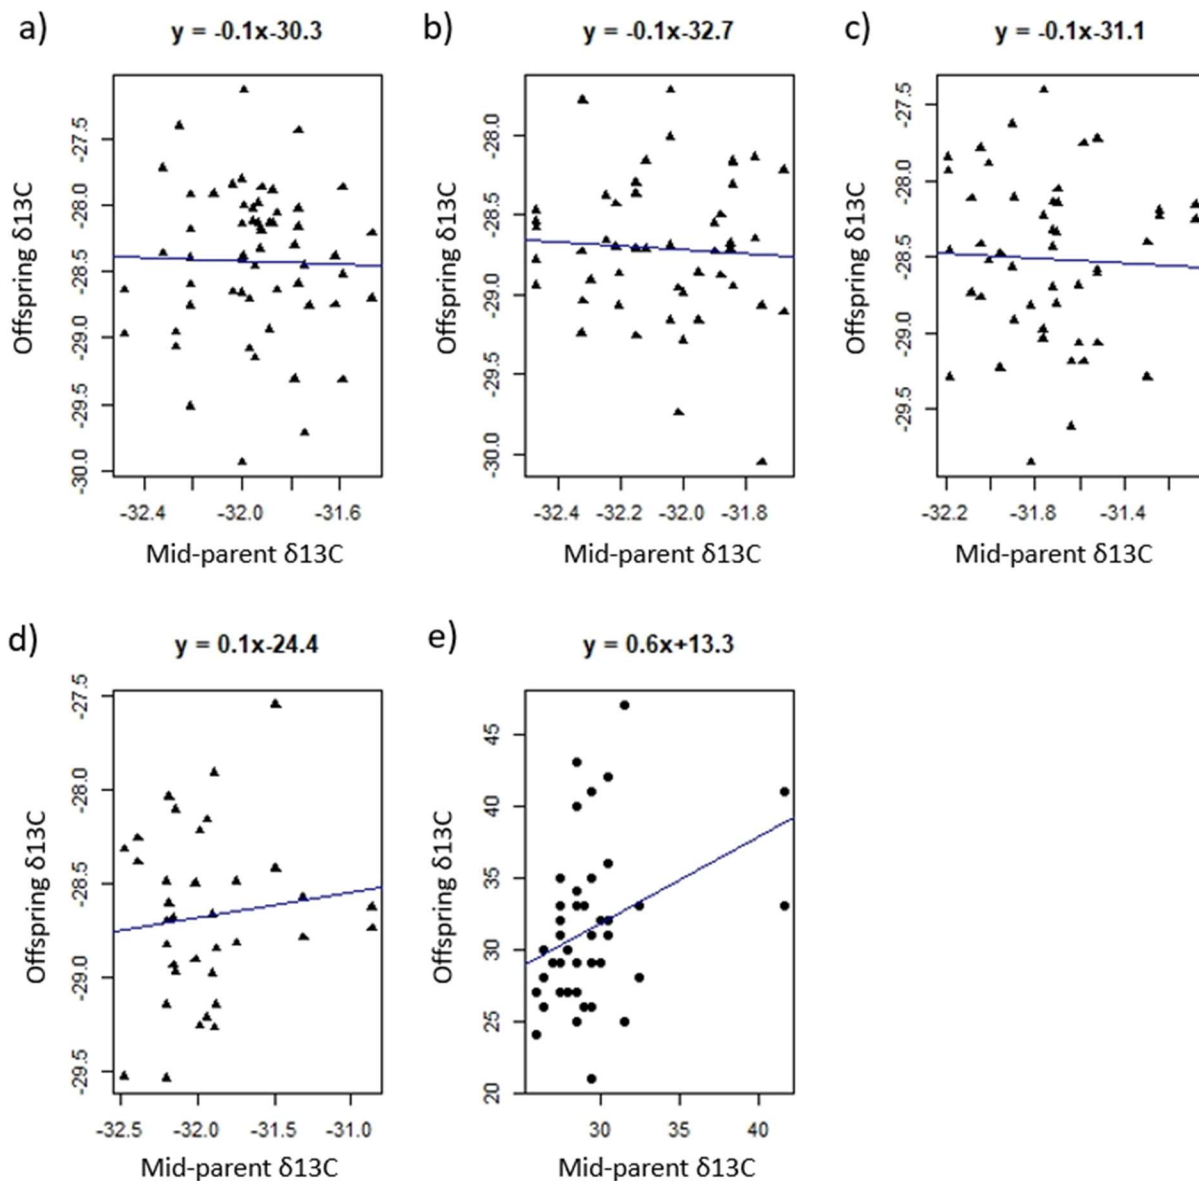 a) y = -0.1x-30.3
b) y = -0.1x-32.7
c) y = -0.1x-31.1
Offspring δ13C
-27.5
-28.0
-28.5
-29.0
-29.5
-30.0
-32.4 -32.0 -31.6
Mid-parent δ13C
Offspring δ13C
-28.0
-28.5
-29.0
-29.5
-30.0
-32.4 -32.2 -32.0 -31.8
Mid-parent δ13C
Offspring δ13C
-27.5
-28.0
-28.5
-29.0
-29.5
-32.2 -31.8 -31.4
Mid-parent δ13C
d) y = 0.1x-24.4
e) y = 0.6x+13.3
Offspring δ13C
-27.5
-28.0
-28.5
-29.0
-29.5
-32.5 -32.0 -31.5 -31.0
Mid-parent δ13C
Offspring δ13C
45
40
35
30
25
20
30 35 40
Mid-parent δ13C